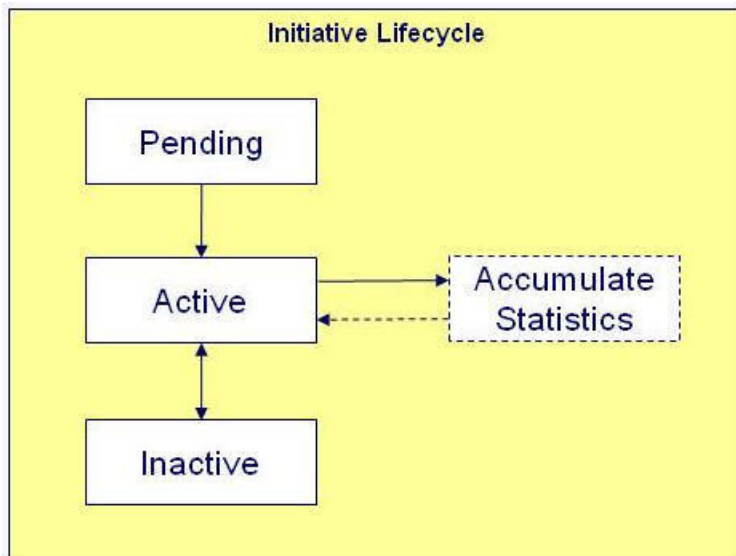 Initiative Lifecycle
Pending
Active
Accumulate
Statistics
Inactive